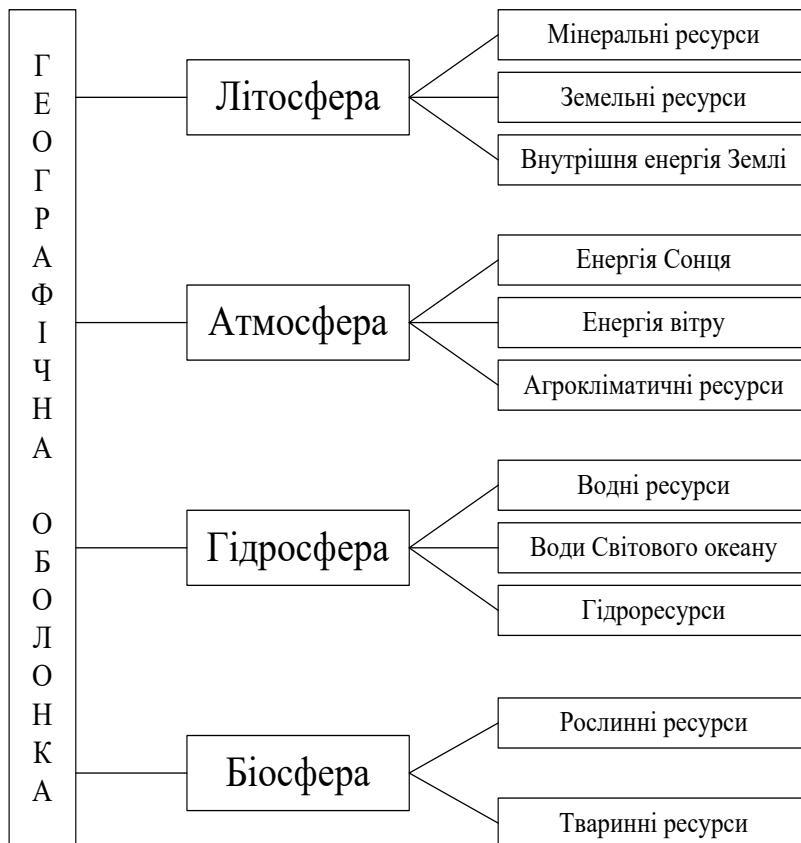 ГЕОГРАФІЧНА ОБОЛОНКА
Літосфера
Мінеральні ресурси
Земельні ресурси
Внутрішня енергія Землі
Атмосфера
Енергія Сонця
Енергія вітру
Агрокліматичні ресурси
Гідросфера
Водні ресурси
Води Світового океану
Гідроресурси
Біосфера
Рослинні ресурси
Тваринні ресурси